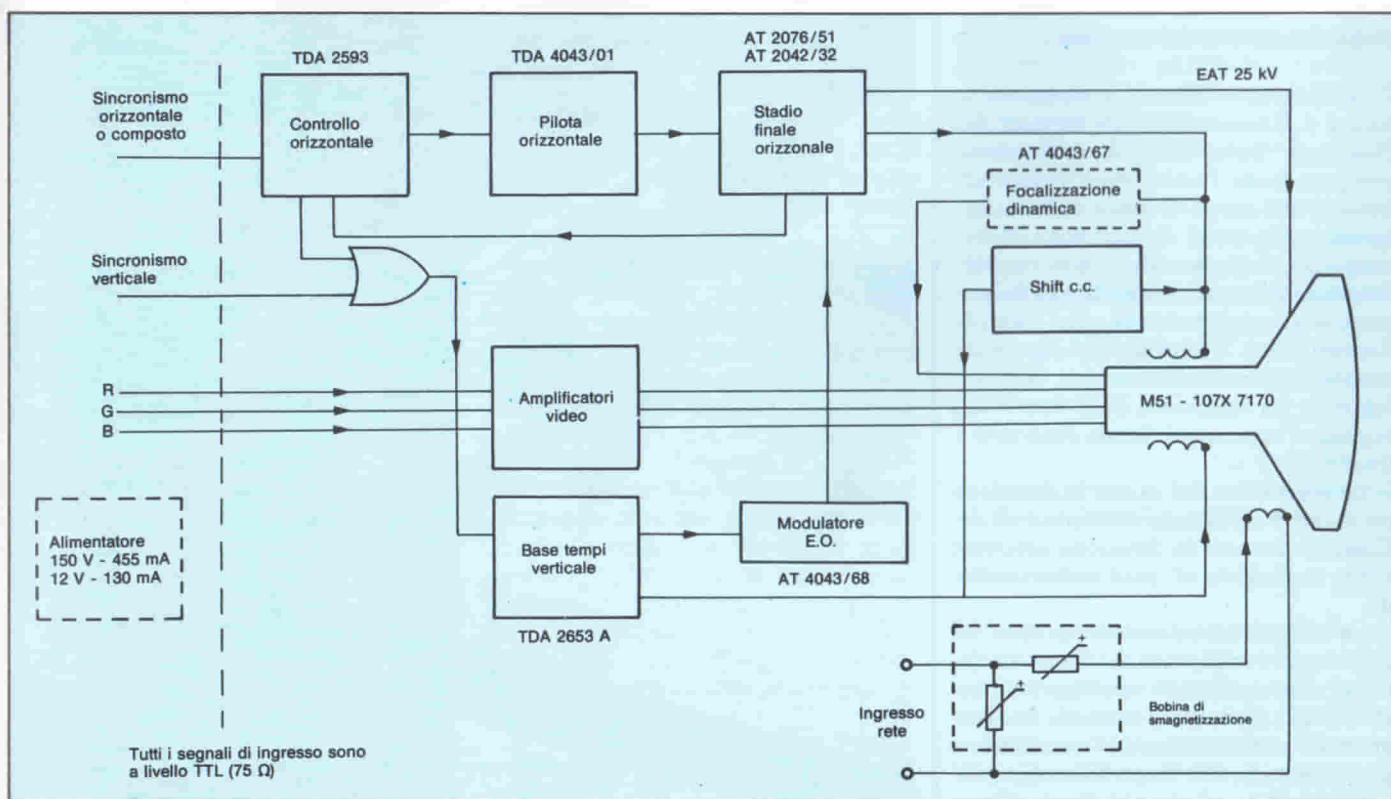 TDA 2593
TDA 4043/01
AT 2076/51
AT 2042/32
EAT 25 kV
Sincronismo
orizzontale
o composto
Controllo
orizzontale
Pilota
orizzontale
Stadio
finale
orizzonale
AT 4043/67
Focalizzazione
dinamica
Sincronismo
verticale
Shift c.c.
R
G
B
Amplificatori
video
M51 - 107X 7170
Alimentatore
150 V - 455 mA
12 V - 130 mA
Base tempi
verticale
Modulatore
E.O.
AT 4043/68
TDA 2653 A
+
+
Ingresso
rete
Bobina di
smagnetizzazione
Tutti i segnali di ingresso sono
a livello TTL (75 Ω)